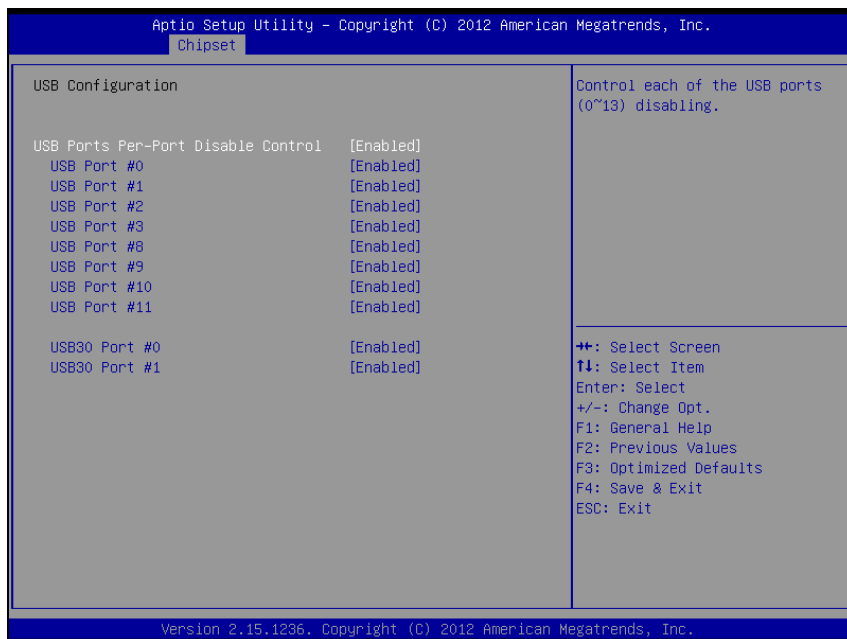 Aptio Setup Utility – Copyright (C) 2012 American Megatrends, Inc.
Chipset
USB Configuration
USB Ports Per-Port Disable Control [Enabled]
USB Port #0 [Enabled]
USB Port #1 [Enabled]
USB Port #2 [Enabled]
USB Port #3 [Enabled]
USB Port #8 [Enabled]
USB Port #9 [Enabled]
USB Port #10 [Enabled]
USB Port #11 [Enabled]
USB30 Port #0 [Enabled]
USB30 Port #1 [Enabled]
Control each of the USB ports
(0~13) disabling.
→←: Select Screen
↑↓: Select Item
Enter: Select
+/-: Change Opt.
F1: General Help
F2: Previous Values
F3: Optimized Defaults
F4: Save & Exit
ESC: Exit
Version 2.15.1236. Copyright (C) 2012 American Megatrends, Inc.